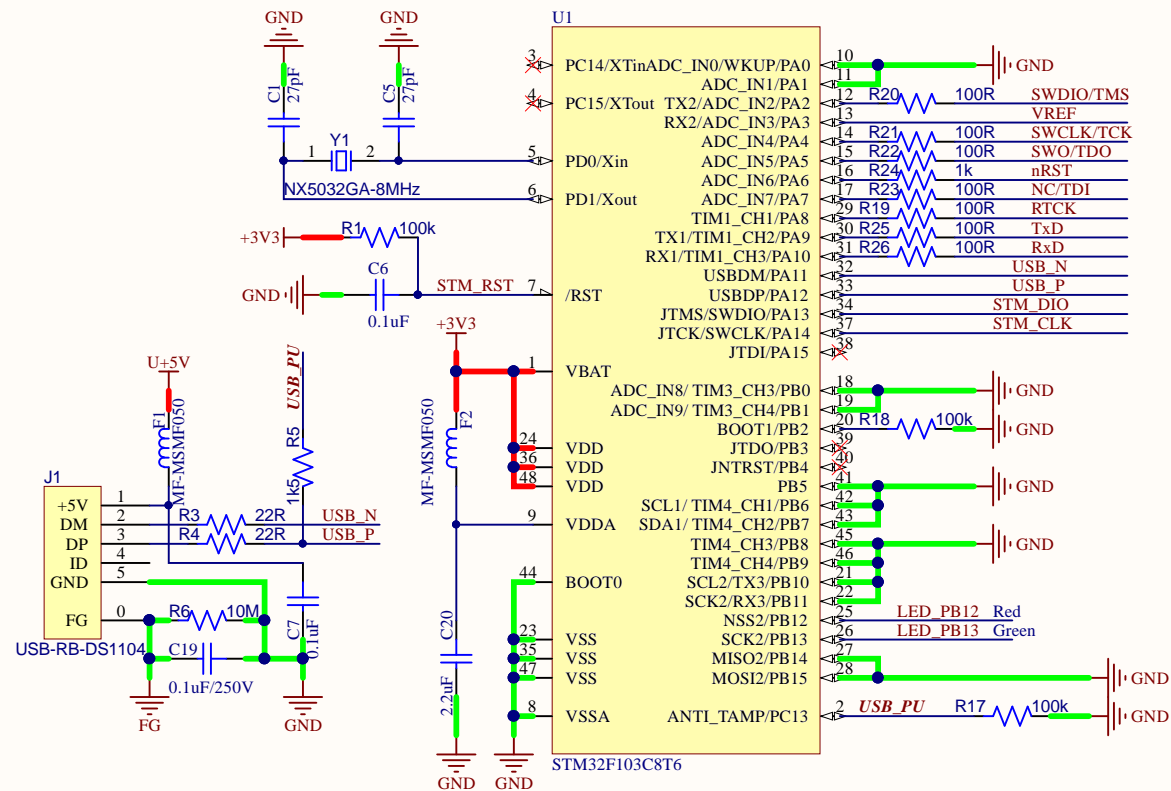 GND
GND
U1
C1
27pF
C5
27pF
1
Y1
2
NX5032GA-8MHz
+3V3
R1
100k
GND
C6
0.1uF
STM_RST
+3V3
U+5V
F1
MF-MSMF050
USB_PU
R5
1k5
F2
MF-MSMF050
J1
+5V
1
DM
2
R3
22R
USB_N
DP
3
R4
22R
USB_P
ID
4
GND
5
FG
0
R6
10M
C19
0.1uF/250V
C7
0.1uF
USB-RB-DS1104
FG
GND
C20
2.2uF
GND
GND
3
PC14/XTin
4
PC15/XTout
5
PD0/Xin
6
PD1/Xout
7
/RST
1
VBAT
24
VDD
36
VDD
48
VDD
9
VDDA
44
BOOT0
23
VSS
35
VSS
47
VSS
8
VSSA
ADC_IN0/WKUP/PA0
10
GND
ADC_IN1/PA1
11
TX2/ADC_IN2/PA2
12
R20
100R
SWDIO/TMS
RX2/ADC_IN3/PA3
13
VREF
ADC_IN4/PA4
14
R21
100R
SWCLK/TCK
ADC_IN5/PA5
15
R22
100R
SWO/TDO
ADC_IN6/PA6
16
R24
1k
nRST
ADC_IN7/PA7
17
R23
100R
NC/TDI
TIM1_CH1/PA8
29
R19
100R
RTCK
TX1/TIM1_CH2/PA9
30
R25
100R
TxD
RX1/TIM1_CH3/PA10
31
R26
100R
RxD
USBDM/PA11
32
USB_N
USBDP/PA12
33
USB_P
JTMS/SWDIO/PA13
34
STM_DIO
JTCK/SWCLK/PA14
37
STM_CLK
JTDI/PA15
38
ADC_IN8/ TIM3_CH3/PB0
18
GND
ADC_IN9/ TIM3_CH4/PB1
19
BOOT1/PB2
20
R18
100k
GND
JTDO/PB3
39
JNTRST/PB4
40
PB5
41
GND
SCL1/ TIM4_CH1/PB6
42
SDA1/ TIM4_CH2/PB7
43
TIM4_CH3/PB8
45
GND
TIM4_CH4/PB9
46
SCL2/TX3/PB10
21
SCK2/RX3/PB11
22
NSS2/PB12
25
LED_PB12
Red
SCK2/PB13
26
LED_PB13
Green
MISO2/PB14
27
MOSI2/PB15
28
GND
ANTI_TAMP/PC13
2
USB_PU
R17
100k
GND
STM32F103C8T6